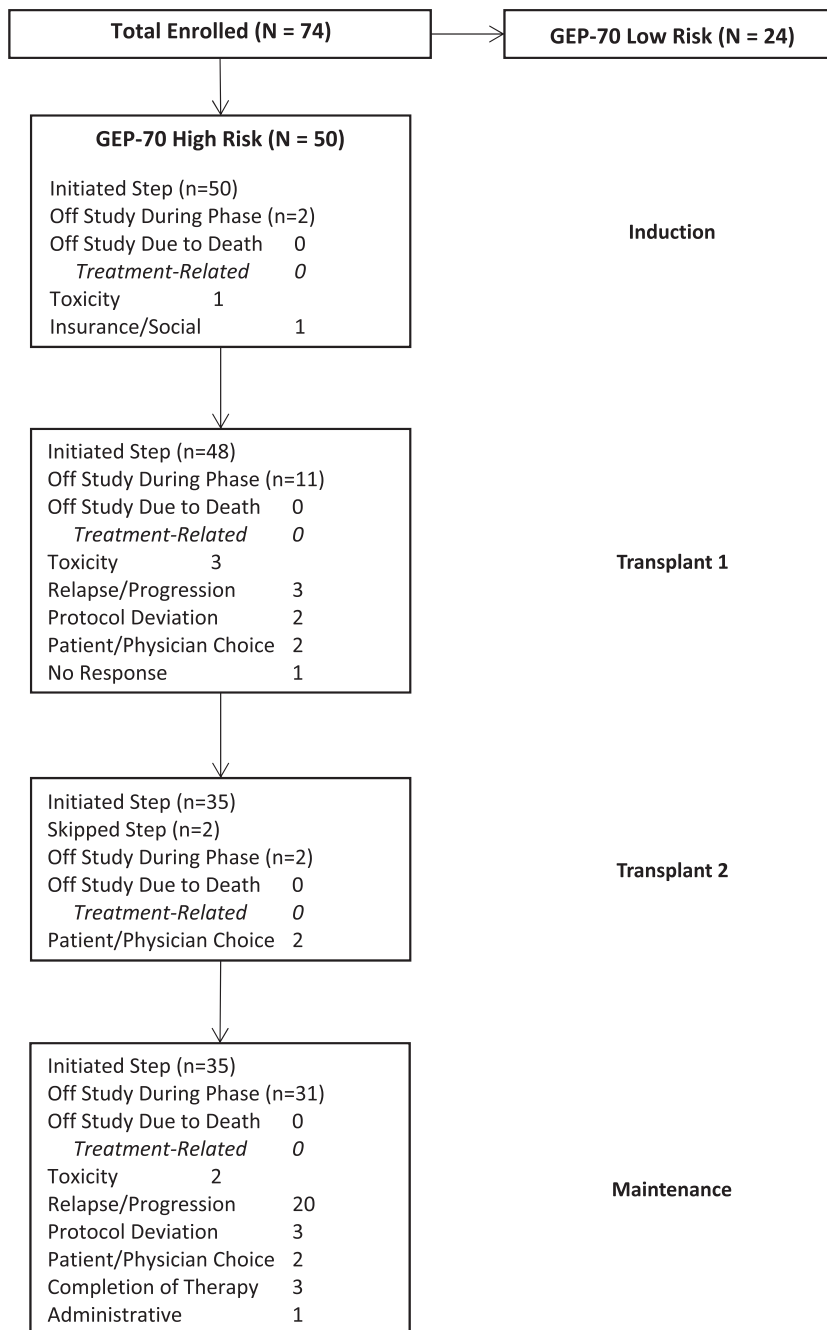 Total Enrolled (N = 74)
GEP-70 Low Risk (N = 24)
GEP-70 High Risk (N = 50)
Initiated Step (n=50)
Off Study During Phase (n=2)
Off Study Due to Death 0
Treatment-Related 0
Toxicity 1
Insurance/Social 1
Induction
Initiated Step (n=48)
Off Study During Phase (n=11)
Off Study Due to Death 0
Treatment-Related 0
Toxicity 3
Relapse/Progression 3
Protocol Deviation 2
Patient/Physician Choice 2
No Response 1
Transplant 1
Initiated Step (n=35)
Skipped Step (n=2)
Off Study During Phase (n=2)
Off Study Due to Death 0
Treatment-Related 0
Patient/Physician Choice 2
Transplant 2
Initiated Step (n=35)
Off Study During Phase (n=31)
Off Study Due to Death 0
Treatment-Related 0
Toxicity 2
Relapse/Progression 20
Protocol Deviation 3
Patient/Physician Choice 2
Completion of Therapy 3
Administrative 1
Maintenance